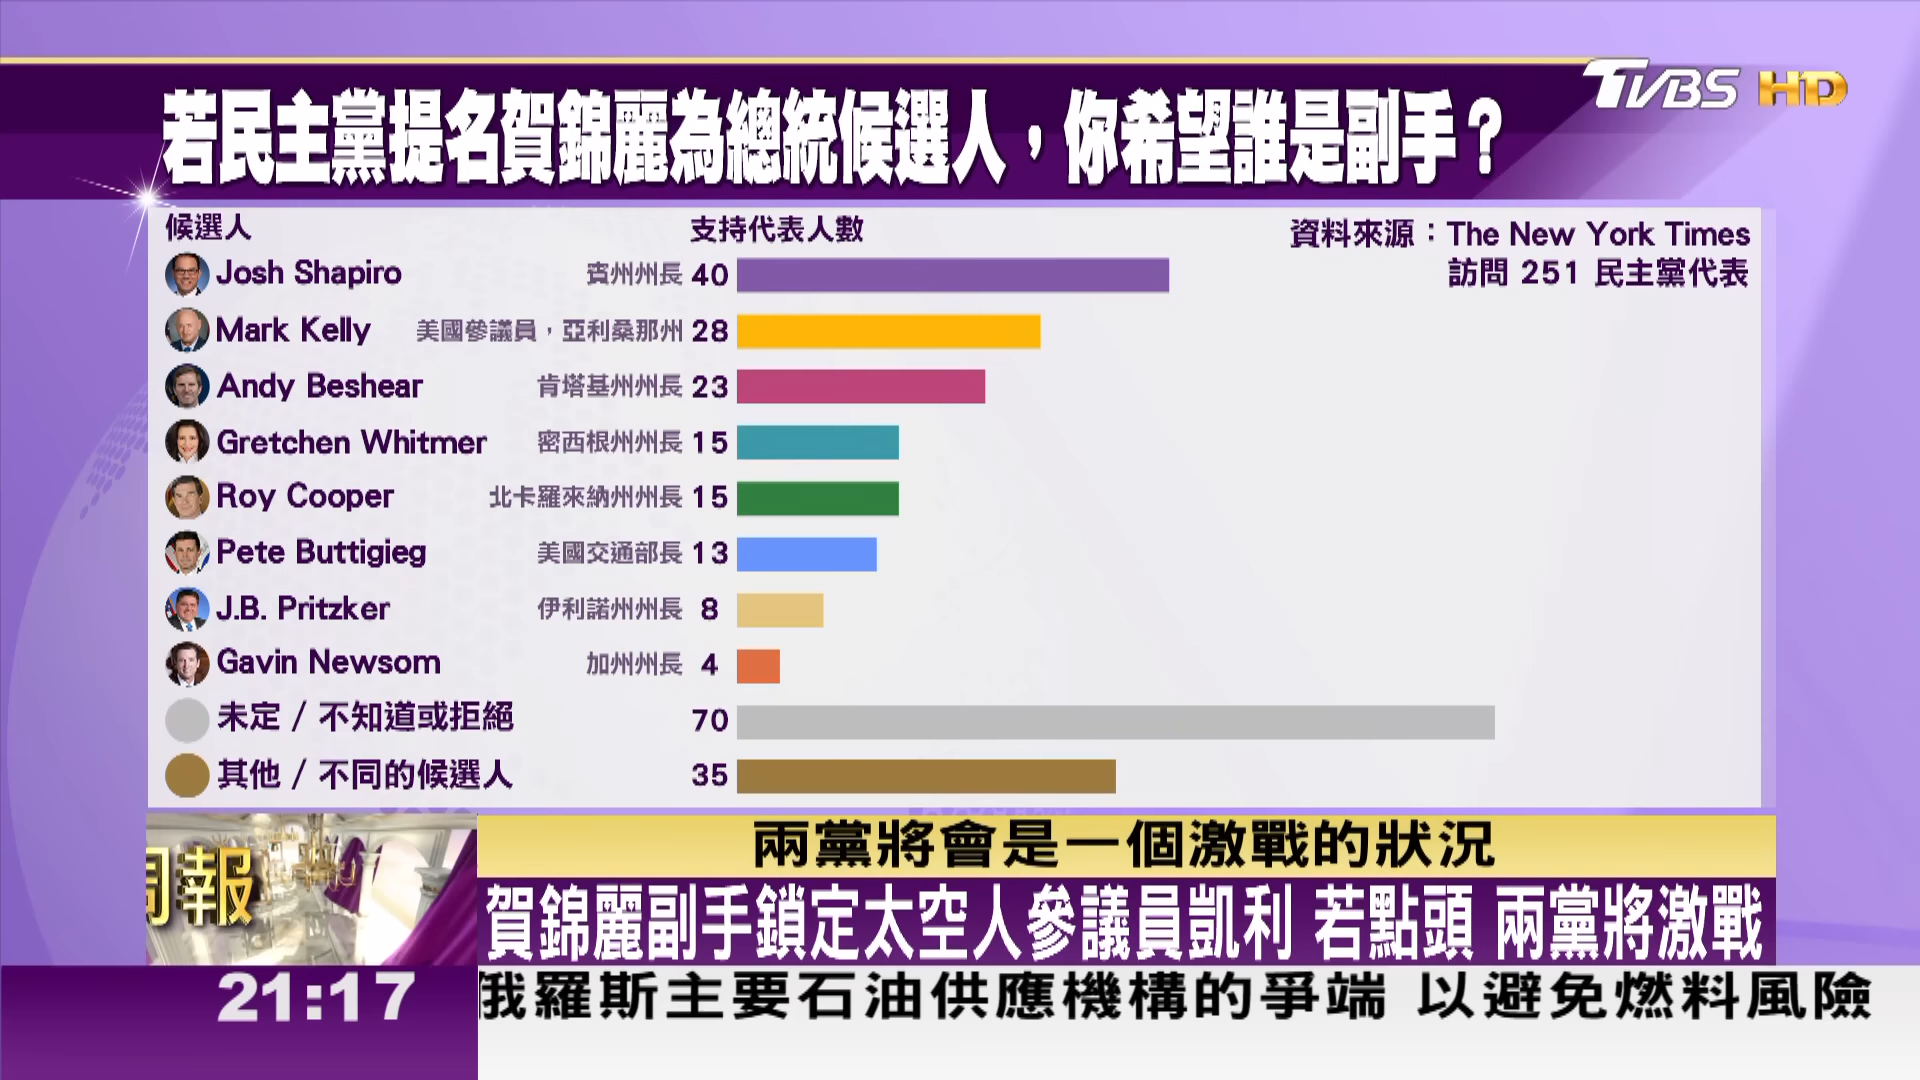 TVBS HD
若民主黨提名賀錦麗為總統候選人，你希望誰是副手？
候選人 支持代表人數 資料來源：The New York Times
訪問 251 民主黨代表
Josh Shapiro 賓州州長 40
Mark Kelly 美國參議員，亞利桑那州 28
Andy Beshear 肯塔基州州長 23
Gretchen Whitmer 密西根州州長 15
Roy Cooper 北卡羅來納州州長 15
Pete Buttigieg 美國交通部長 13
J.B. Pritzker 伊利諾州州長 8
Gavin Newsom 加州州長 4
未定 / 不知道或拒絕 70
其他 / 不同的候選人 35
兩黨將會是一個激戰的狀況
報
賀錦麗副手鎖定太空人參議員凱利 若點頭 兩黨將激戰
21:17
俄羅斯主要石油供應機構的爭端 以避免燃料風險